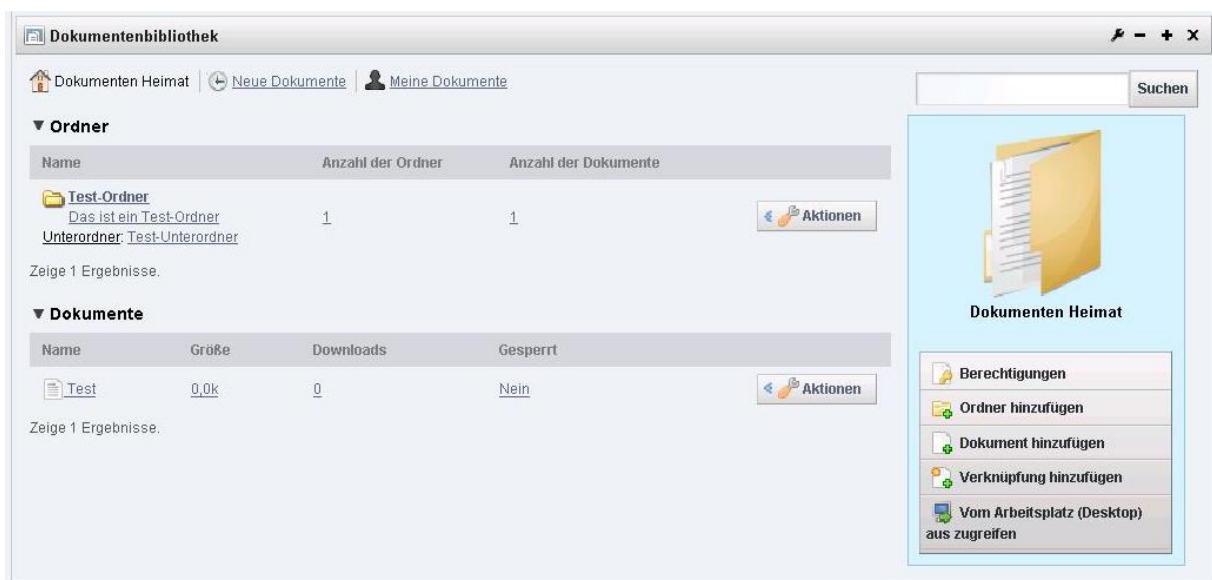 Dokumentenbibliothek
Dokumenten Heimat Neue Dokumente Meine Dokumente
Suchen
Ordner
Name Anzahl der Ordner Anzahl der Dokumente
Test-Ordner
Das ist ein Test-Ordner 1 1 Aktionen
Unterordner: Test-Unterordner
Zeige 1 Ergebnisse.
Dokumente
Name Größe Downloads Gesperrt
Test 0,0k 0 Nein Aktionen
Zeige 1 Ergebnisse.
Dokumenten Heimat
Berechtigungen
Ordner hinzufügen
Dokument hinzufügen
Verknüpfung hinzufügen
Vom Arbeitsplatz (Desktop)
aus zugreifen